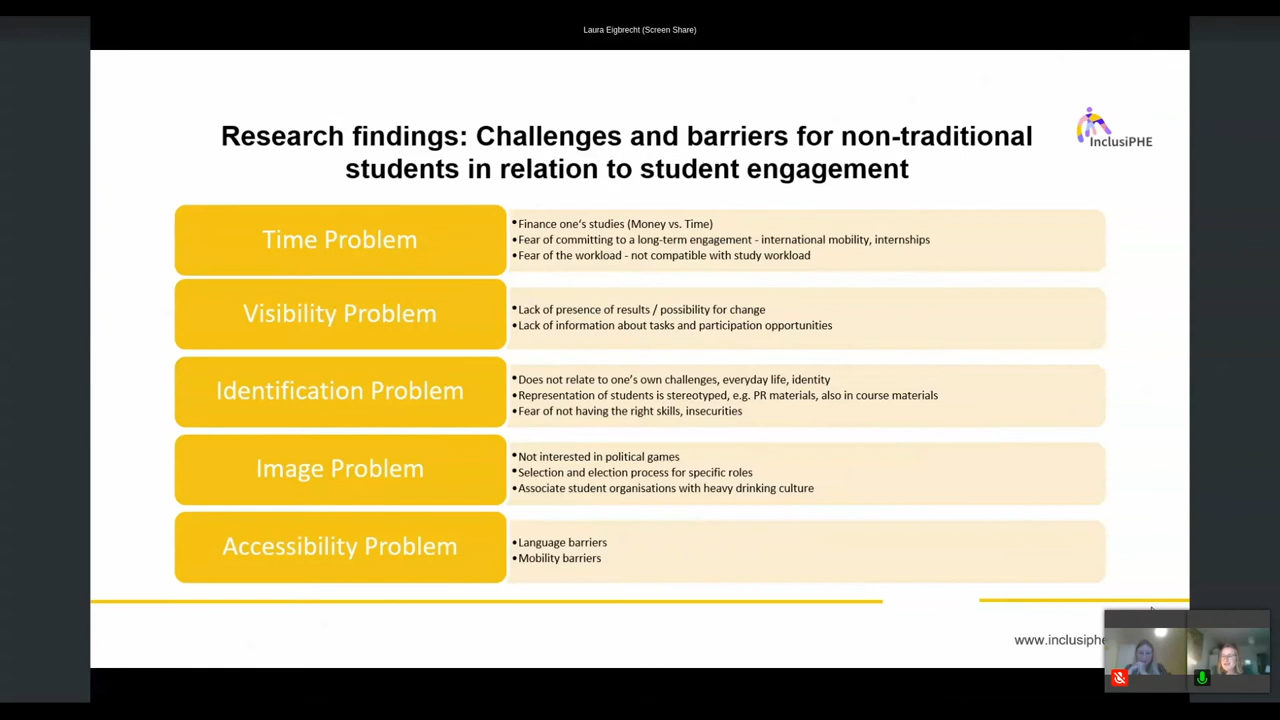 Laura Eigbrecht (Screen Share)
Research findings: Challenges and barriers for non-traditional
students in relation to student engagement
InclusiPHE
Time Problem
•Finance one‘s studies (Money vs. Time)
•Fear of committing to a long-term engagement - international mobility, internships
•Fear of the workload - not compatible with study workload
Visibility Problem
•Lack of presence of results / possibility for change
•Lack of information about tasks and participation opportunities
Identification Problem
•Does not relate to one’s own challenges, everyday life, identity
•Representation of students is stereotyped, e.g. PR materials, also in course materials
•Fear of not having the right skills, insecurities
Image Problem
•Not interested in political games
•Selection and election process for specific roles
•Associate student organisations with heavy drinking culture
Accessibility Problem
•Language barriers
•Mobility barriers
www.inclusiphe